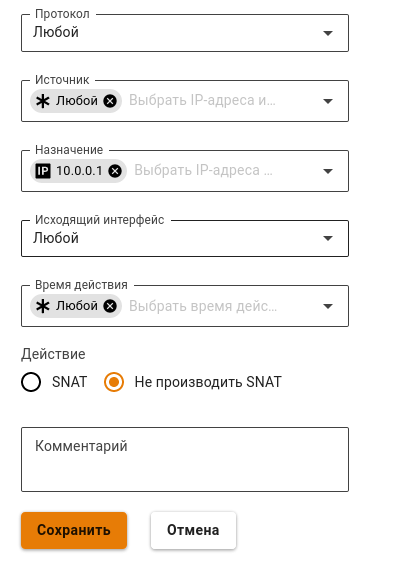 Протокол
Любой
Источник
Любой Выбрать IP-адреса и...
Назначение
IP 10.0.0.1 Выбрать IP-адреса ...
Исходящий интерфейс
Любой
Время действия
Любой Выбрать время дейс...
Действие
SNAT Не производить SNAT
Комментарий
Сохранить Отмена